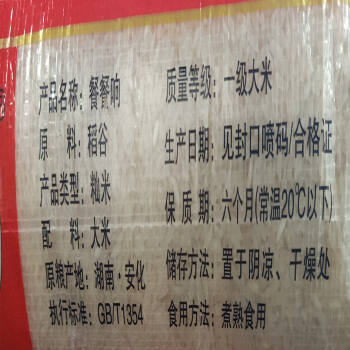 产品名称：餐餐响
原 料：稻谷
产品类型：籼米
配 料：大米
原粮产地：湖南·安化
执行标准：GB/T1354
质量等级：一级大米
生产日期：见封口喷码/合格证
保 质 期：六个月(常温20℃以下)
储存方法：置于阴凉、干燥处
食用方法：煮熟食用